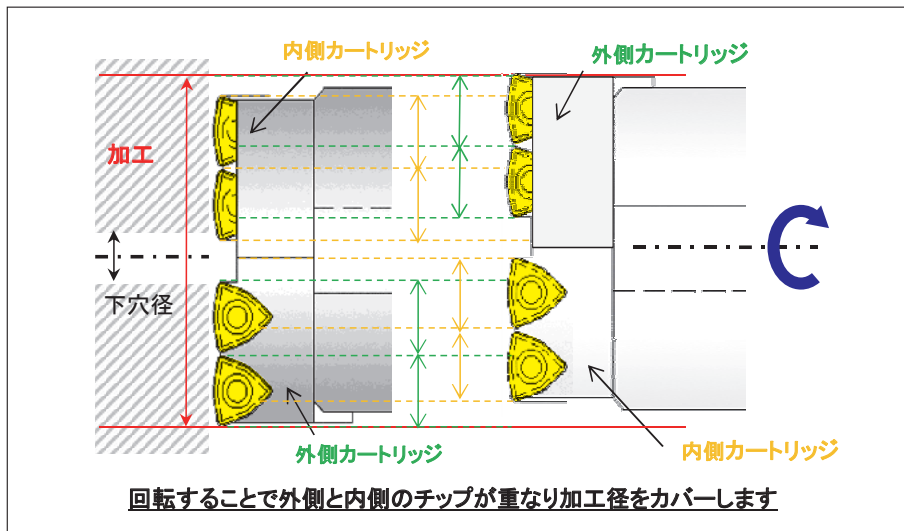 内側カートリッジ
外側カートリッジ
加工
下穴径
外側カートリッジ
内側カートリッジ
回転することで外側と内側のチップが重なり加工径をカバーします